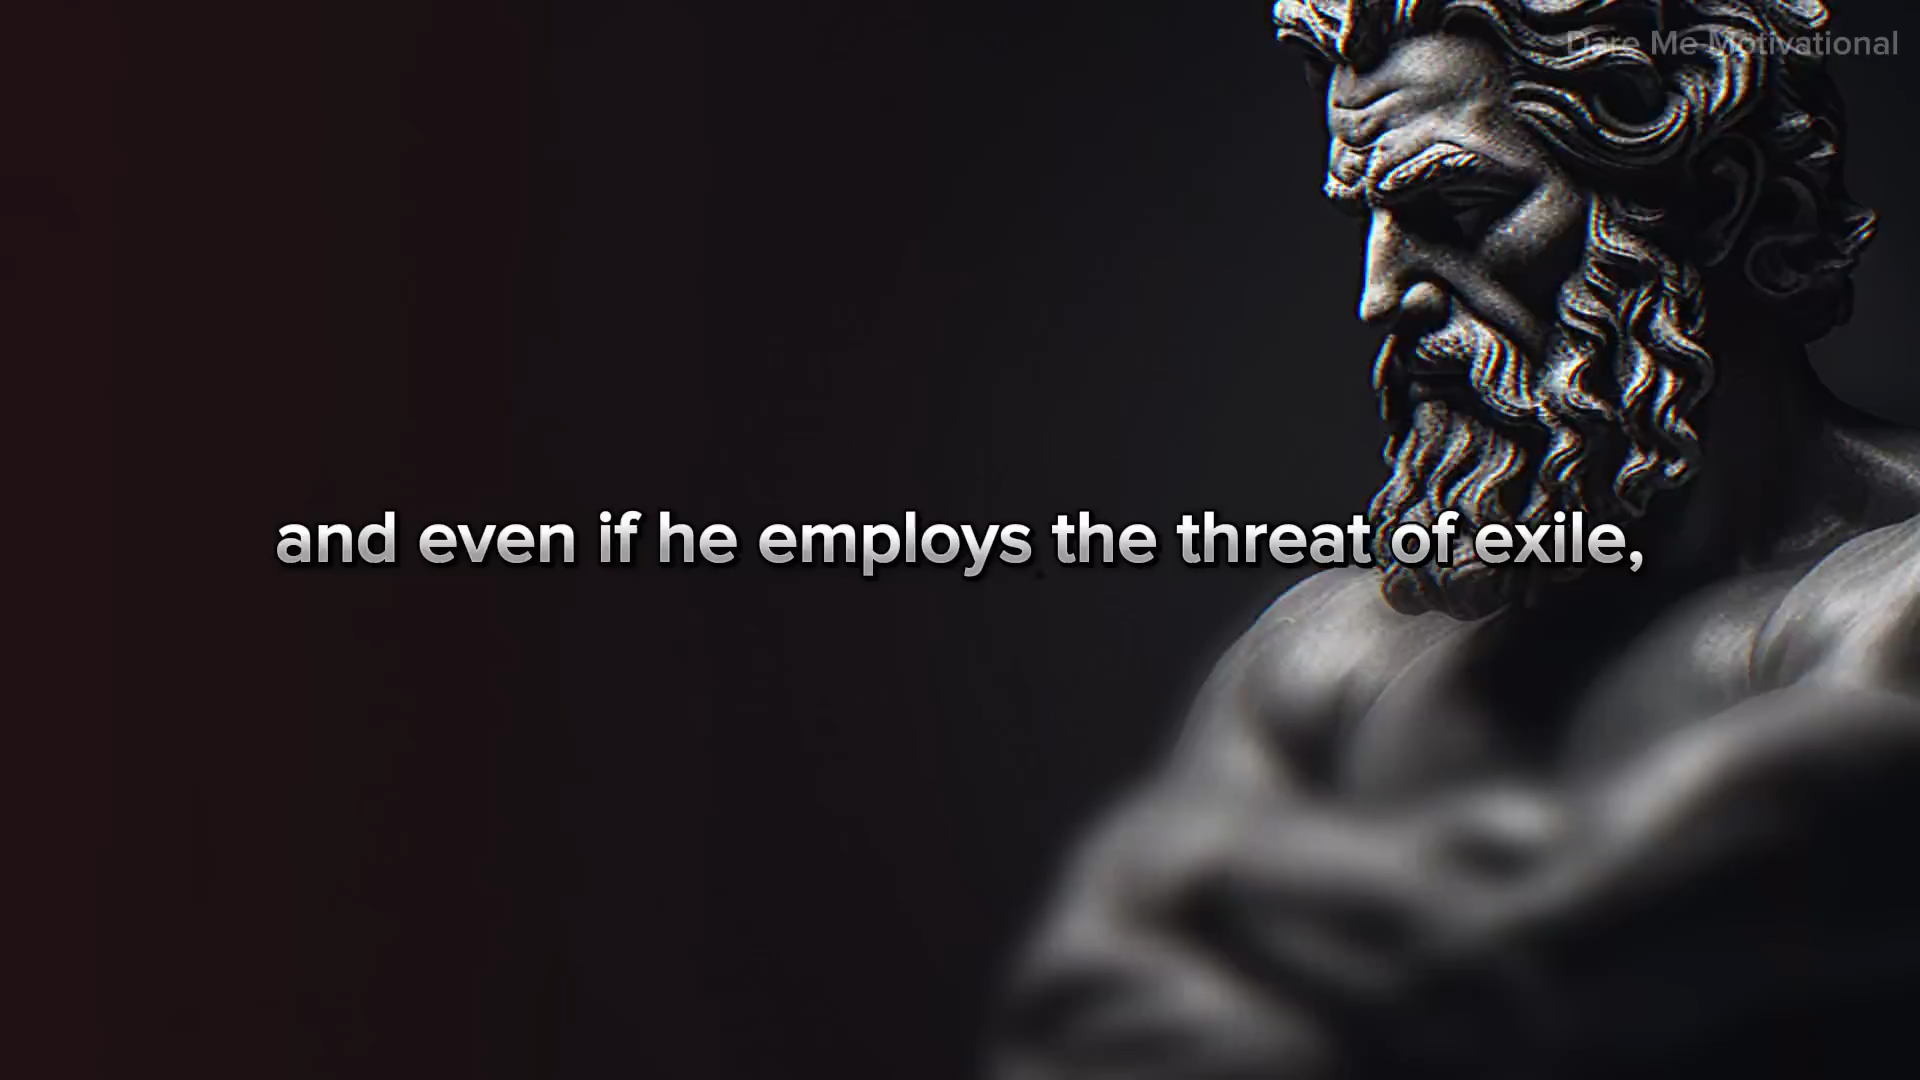 Dare Me Motivational
and even if he employs the threat of exile,